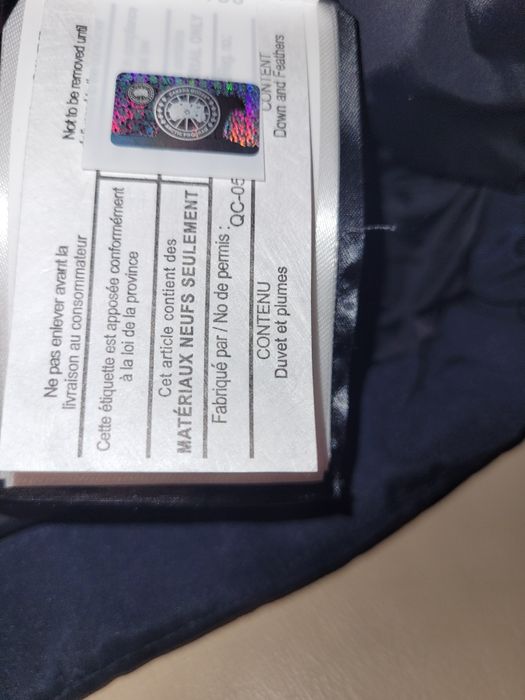 Not to be removed until
CONTENT
Down and Feathers
Ne pas enlever avant la
livraison au consommateur
Cette étiquette est apposée conformément
à la loi de la province
Cet article contient des
MATÉRIAUX NEUFS SEULEMENT
Fabriqué par / No de permis :
QC-05
CONTENU
Duvet et plumes